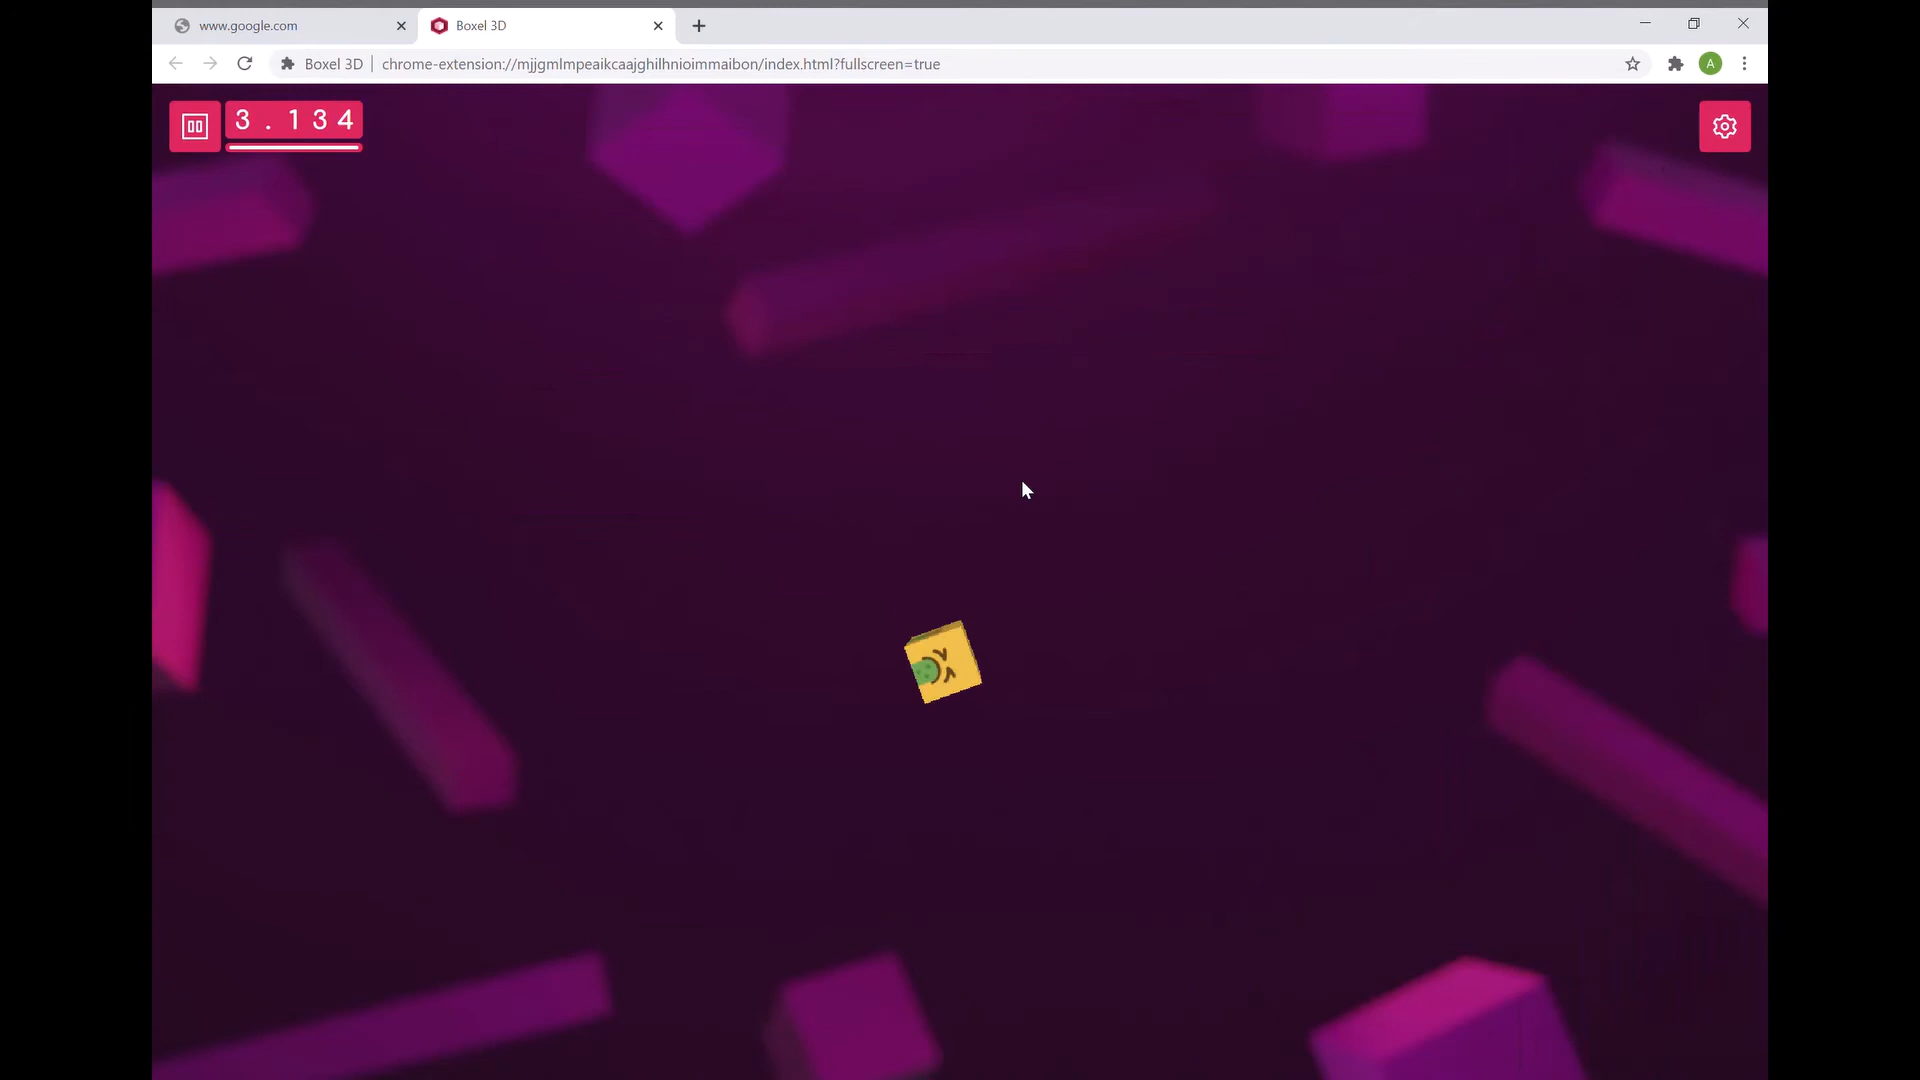 www.google.com
Boxel 3D
Boxel 3D
chrome-extension://mjjgmlmpeaikcaajghilhnioimmaibon/index.html?fullscreen=true
A
3.134